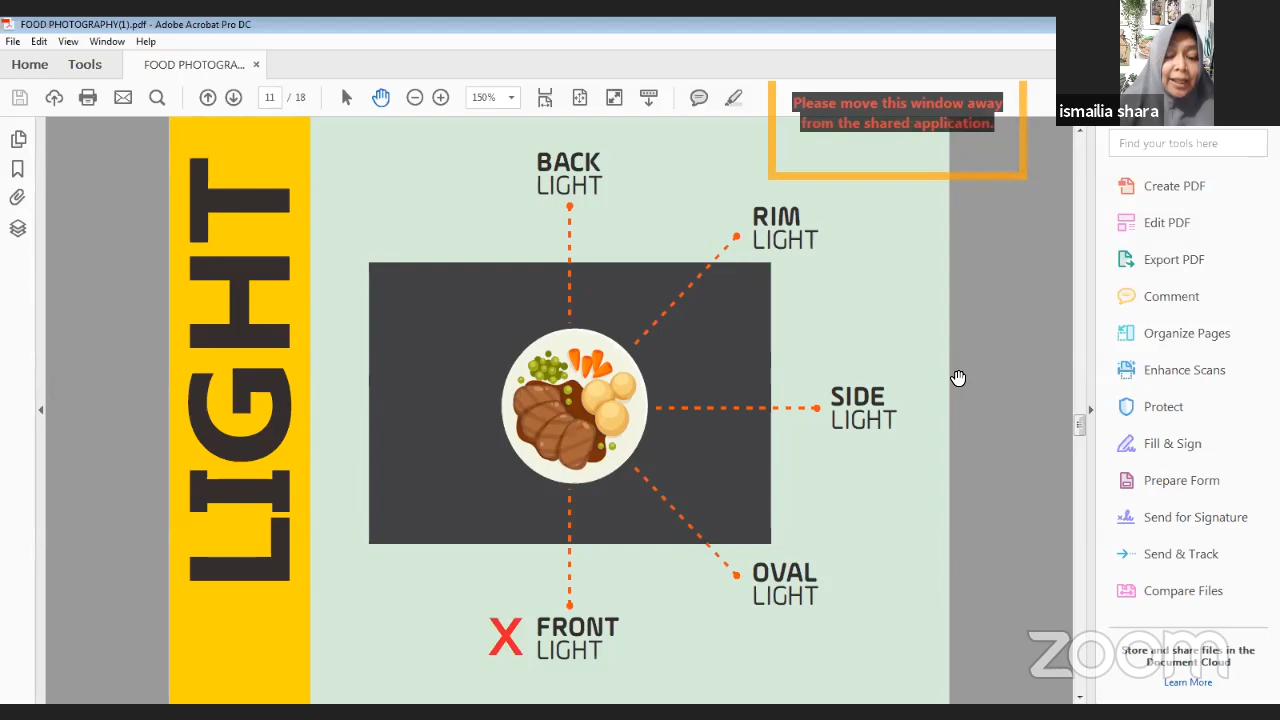 FOOD PHOTOGRAPHY(1).pdf - Adobe Acrobat Pro DC
File Edit View Window Help
Home Tools FOOD PHOTOGRA... ×
11 / 18 150%
Please move this window away
from the shared application.
ismailia shara
LIGHT
BACK
LIGHT
RIM
LIGHT
SIDE
LIGHT
OVAL
LIGHT
X FRONT
LIGHT
Find your tools here
Create PDF
Edit PDF
Export PDF
Comment
Organize Pages
Enhance Scans
Protect
Fill & Sign
Prepare Form
Send for Signature
Send & Track
Compare Files
Store and share files in the
Document Cloud
Learn More
zoom